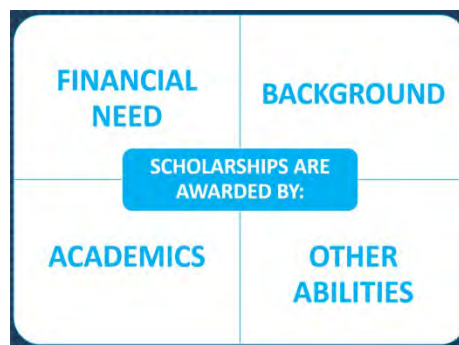 FINANCIAL
NEED
BACKGROUND
SCHOLARSHIPS ARE
AWARDED BY:
ACADEMICS
OTHER
ABILITIES